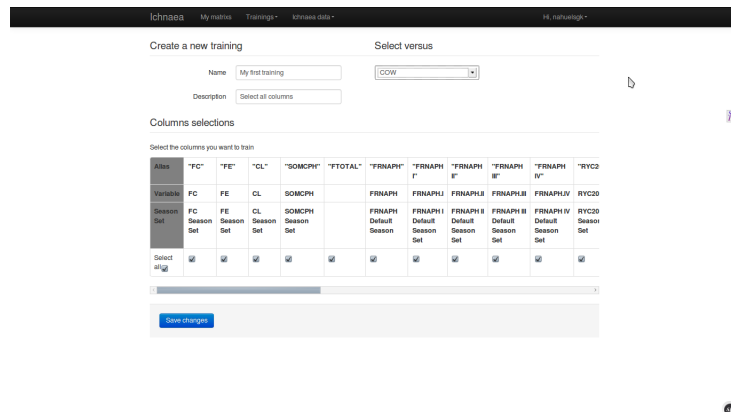 Ichnaea My matrixs Trainings Ichnaea data Hi, nahuelegk
Create a new training
Select versus
Name My first training
COW
Description Select all columns
Columns selections
Select the columns you want to train
Alias "FC" "FE" "CL" "SOMCPH" "FTOTAL" "FRNAPH" "FRNAPH I" "FRNAPH II" "FRNAPH III" "FRNAPH IV" "RYC20
Variable FC FE CL SOMCPH FRNAPH FRNAPH.I FRNAPH.II FRNAPH.III FRNAPH.IV RYC20
Season Set FC Season Set FE Season Set CL Season Set SOMCPH Season Set FRNAPH Default Season FRNAPH I Default Season Set FRNAPH II Default Season Set FRNAPH III Default Season Set FRNAPH IV Default Season Set RYC20 Season Set
Select all
Save changes